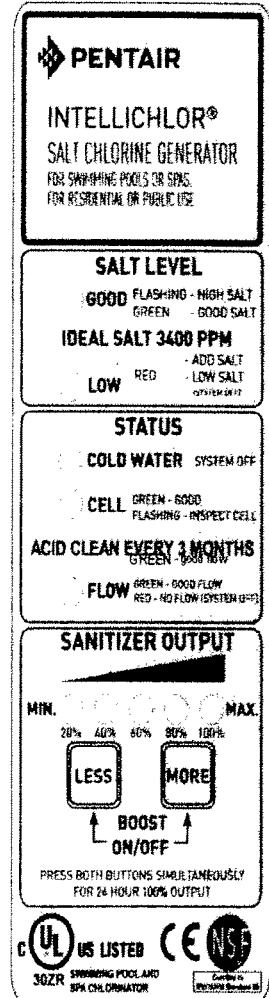 PENTAIR
INTELLICHLOR®
SALT CHLORINE GENERATOR
FOR SWIMMING POOLS OR SPAS.
FOR RESIDENTIAL OR PUBLIC USE
SALT LEVEL
GOOD FLASHING - HIGH SALT
GREEN - GOOD SALT
IDEAL SALT 3400 PPM
- ADD SALT
LOW RED - LOW SALT
STATUS
COLD WATER SYSTEM OFF
CELL GREEN - GOOD
FLASHING - INSPECT CELL
ACID CLEAN EVERY 3 MONTHS
GREEN - good flow
FLOW GREEN - GOOD FLOW
RED - NO FLOW (SYSTEM OFF)
SANITIZER OUTPUT
MIN. MAX.
20% 40% 60% 80% 100%
LESS MORE
BOOST
ON/OFF
PRESS BOTH BUTTONS SIMULTANEOUSLY
FOR 24 HOUR 100% OUTPUT
C UL US LISTED CE NSF
30ZR SWIMMING POOL AND
SPA CHLORINATOR